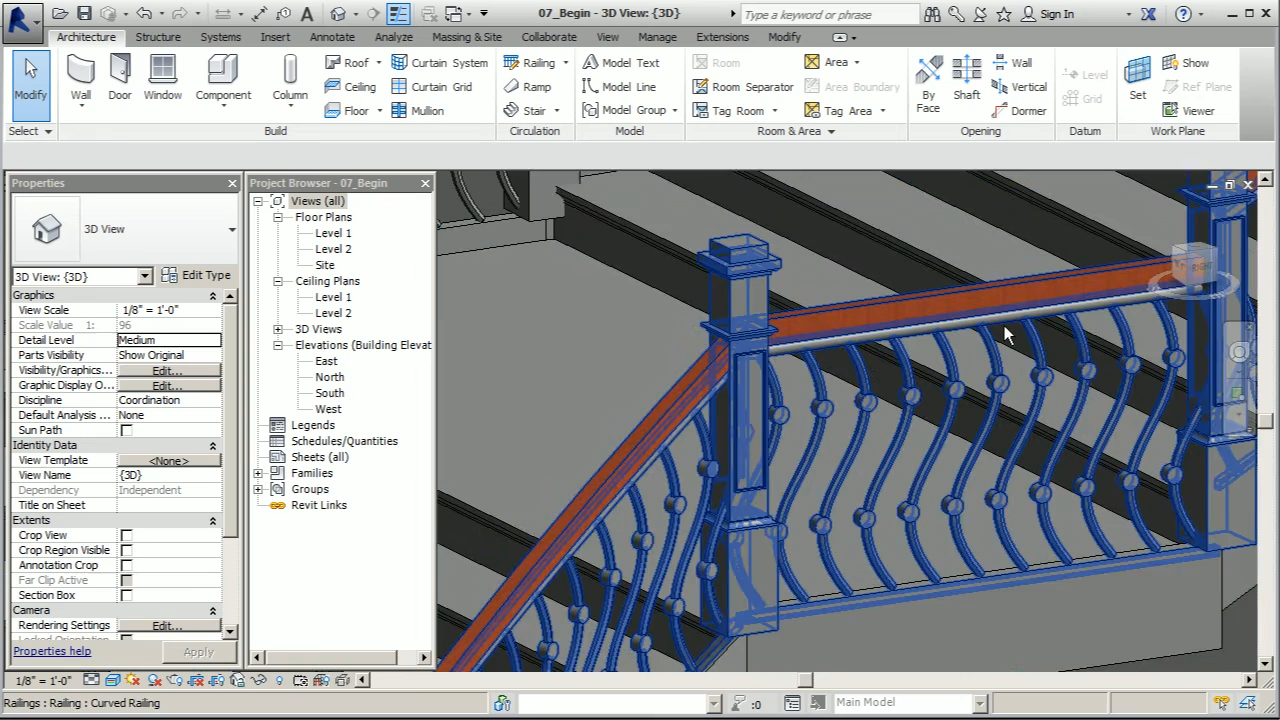 07_Begin - 3D View: {3D}
Type a keyword or phrase
Sign In
Architecture Structure Systems Insert Annotate Analyze Massing & Site Collaborate View Manage Extensions Modify
Modify
Wall
Door
Window
Component
Column
Roof
Ceiling
Floor
Curtain System
Curtain Grid
Mullion
Railing
Ramp
Stair
Model Text
Model Line
Model Group
Room
Room Separator
Tag Room
Area
Area Boundary
Tag Area
By Face
Shaft
Wall
Vertical
Dormer
Level
Grid
Set
Show
Ref Plane
Viewer
Select Build Circulation Model Room & Area Opening Datum Work Plane
Properties
3D View
3D View: {3D} Edit Type
Graphics
View Scale 1/8" = 1'-0"
Scale Value 1: 96
Detail Level Medium
Parts Visibility Show Original
Visibility/Graphics... Edit...
Graphic Display O... Edit...
Discipline Coordination
Default Analysis ... None
Sun Path
Identity Data
View Template <None>
View Name {3D}
Dependency Independent
Title on Sheet
Extents
Crop View
Crop Region Visible
Annotation Crop
Far Clip Active
Section Box
Camera
Rendering Settings Edit...
Locked Orientation
Properties help Apply
Project Browser - 07_Begin
Views (all)
Floor Plans
Level 1
Level 2
Site
Ceiling Plans
Level 1
Level 2
3D Views
Elevations (Building Elevat
East
North
South
West
Legends
Schedules/Quantities
Sheets (all)
Families
Groups
Revit Links
1/8" = 1'-0"
Railings : Railing : Curved Railing
:0
Main Model